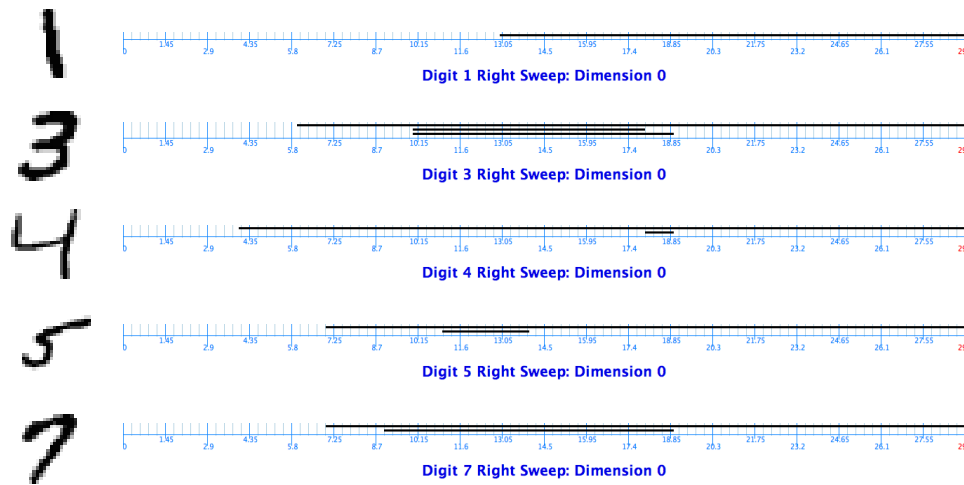 1
0 1.45 2.9 4.35 5.8 7.25 8.7 10.15 11.6 13.05 14.5 15.95 17.4 18.85 20.3 21.75 23.2 24.65 26.1 27.55
Digit 1 Right Sweep: Dimension 0
3
0 1.45 2.9 4.35 5.8 7.25 8.7 10.15 11.6 13.05 14.5 15.95 17.4 18.85 20.3 21.75 23.2 24.65 26.1 27.55
Digit 3 Right Sweep: Dimension 0
4
0 1.45 2.9 4.35 5.8 7.25 8.7 10.15 11.6 13.05 14.5 15.95 17.4 18.85 20.3 21.75 23.2 24.65 26.1 27.55
Digit 4 Right Sweep: Dimension 0
5
0 1.45 2.9 4.35 5.8 7.25 8.7 10.15 11.6 13.05 14.5 15.95 17.4 18.85 20.3 21.75 23.2 24.65 26.1 27.55
Digit 5 Right Sweep: Dimension 0
7
0 1.45 2.9 4.35 5.8 7.25 8.7 10.15 11.6 13.05 14.5 15.95 17.4 18.85 20.3 21.75 23.2 24.65 26.1 27.55
Digit 7 Right Sweep: Dimension 0